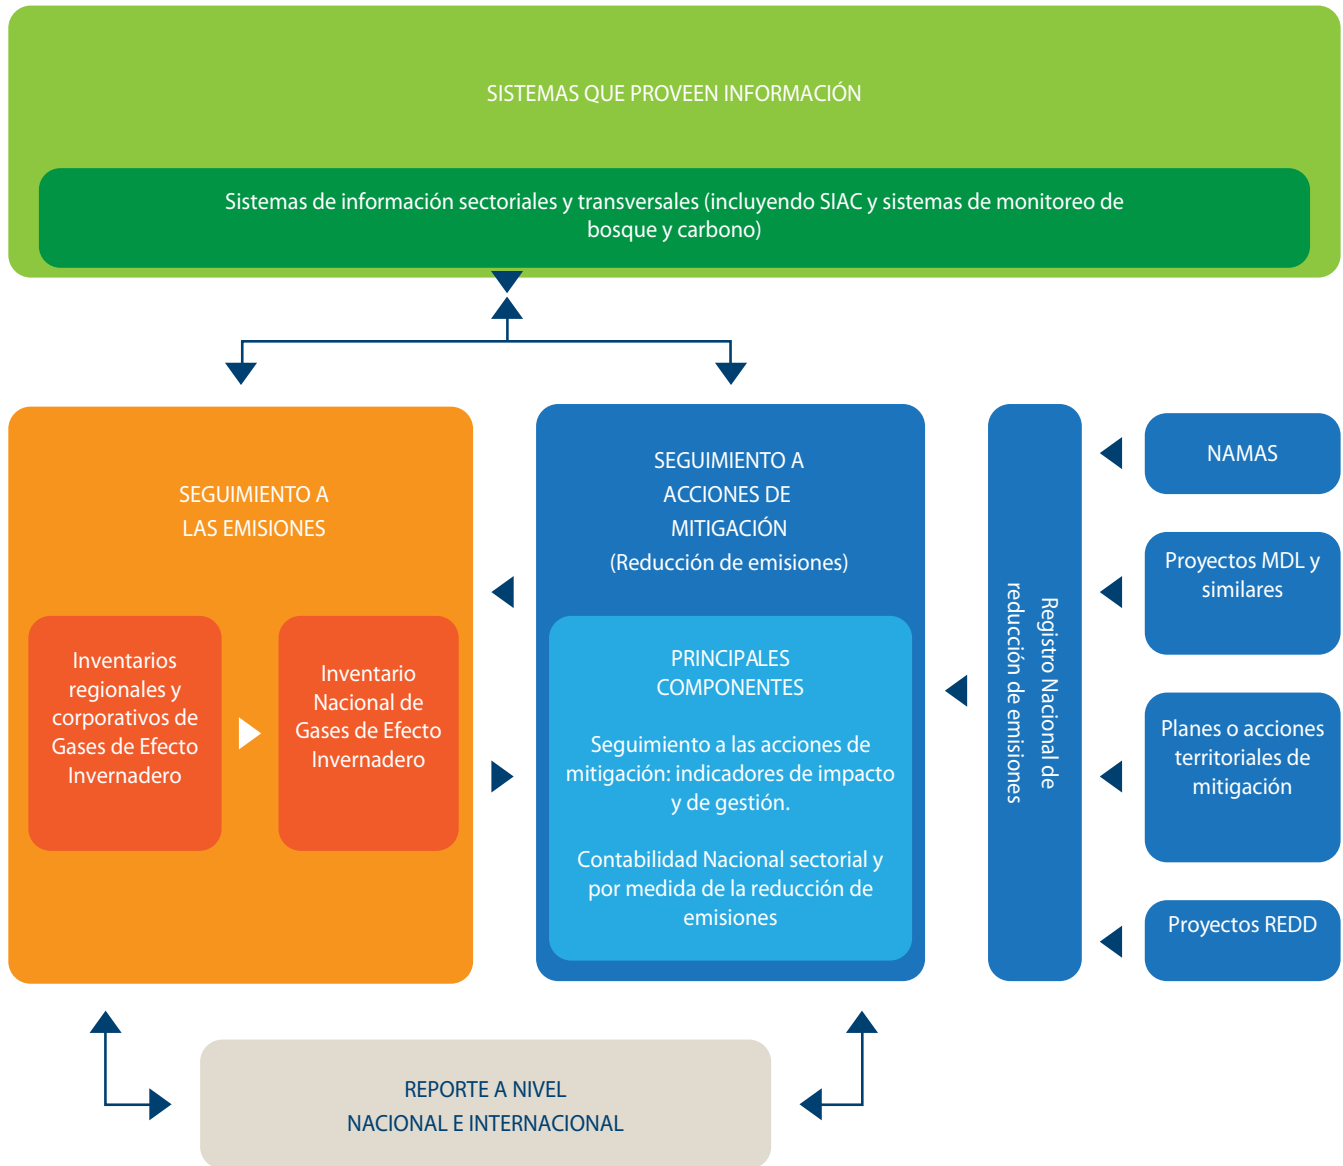 SISTEMAS QUE PROVEEN INFORMACIÓN
Sistemas de información sectoriales y transversales (incluyendo SIAC y sistemas de monitoreo de
bosque y carbono)
SEGUIMIENTO A
LAS EMISIONES
Inventarios
regionales y
corporativos de
Gases de Efecto
Invernadero
Inventario
Nacional de
Gases de Efecto
Invernadero
SEGUIMIENTO A
ACCIONES DE
MITIGACIÓN
(Reducción de emisiones)
PRINCIPALES
COMPONENTES
Seguimiento a las acciones de
mitigación: indicadores de impacto
y de gestión.
Contabilidad Nacional sectorial y
por medida de la reducción de
emisiones
Registro Nacional de
reducción de emisiones
NAMAS
Proyectos MDL y
similares
Planes o acciones
territoriales de
mitigación
Proyectos REDD
REPORTE A NIVEL
NACIONAL E INTERNACIONAL